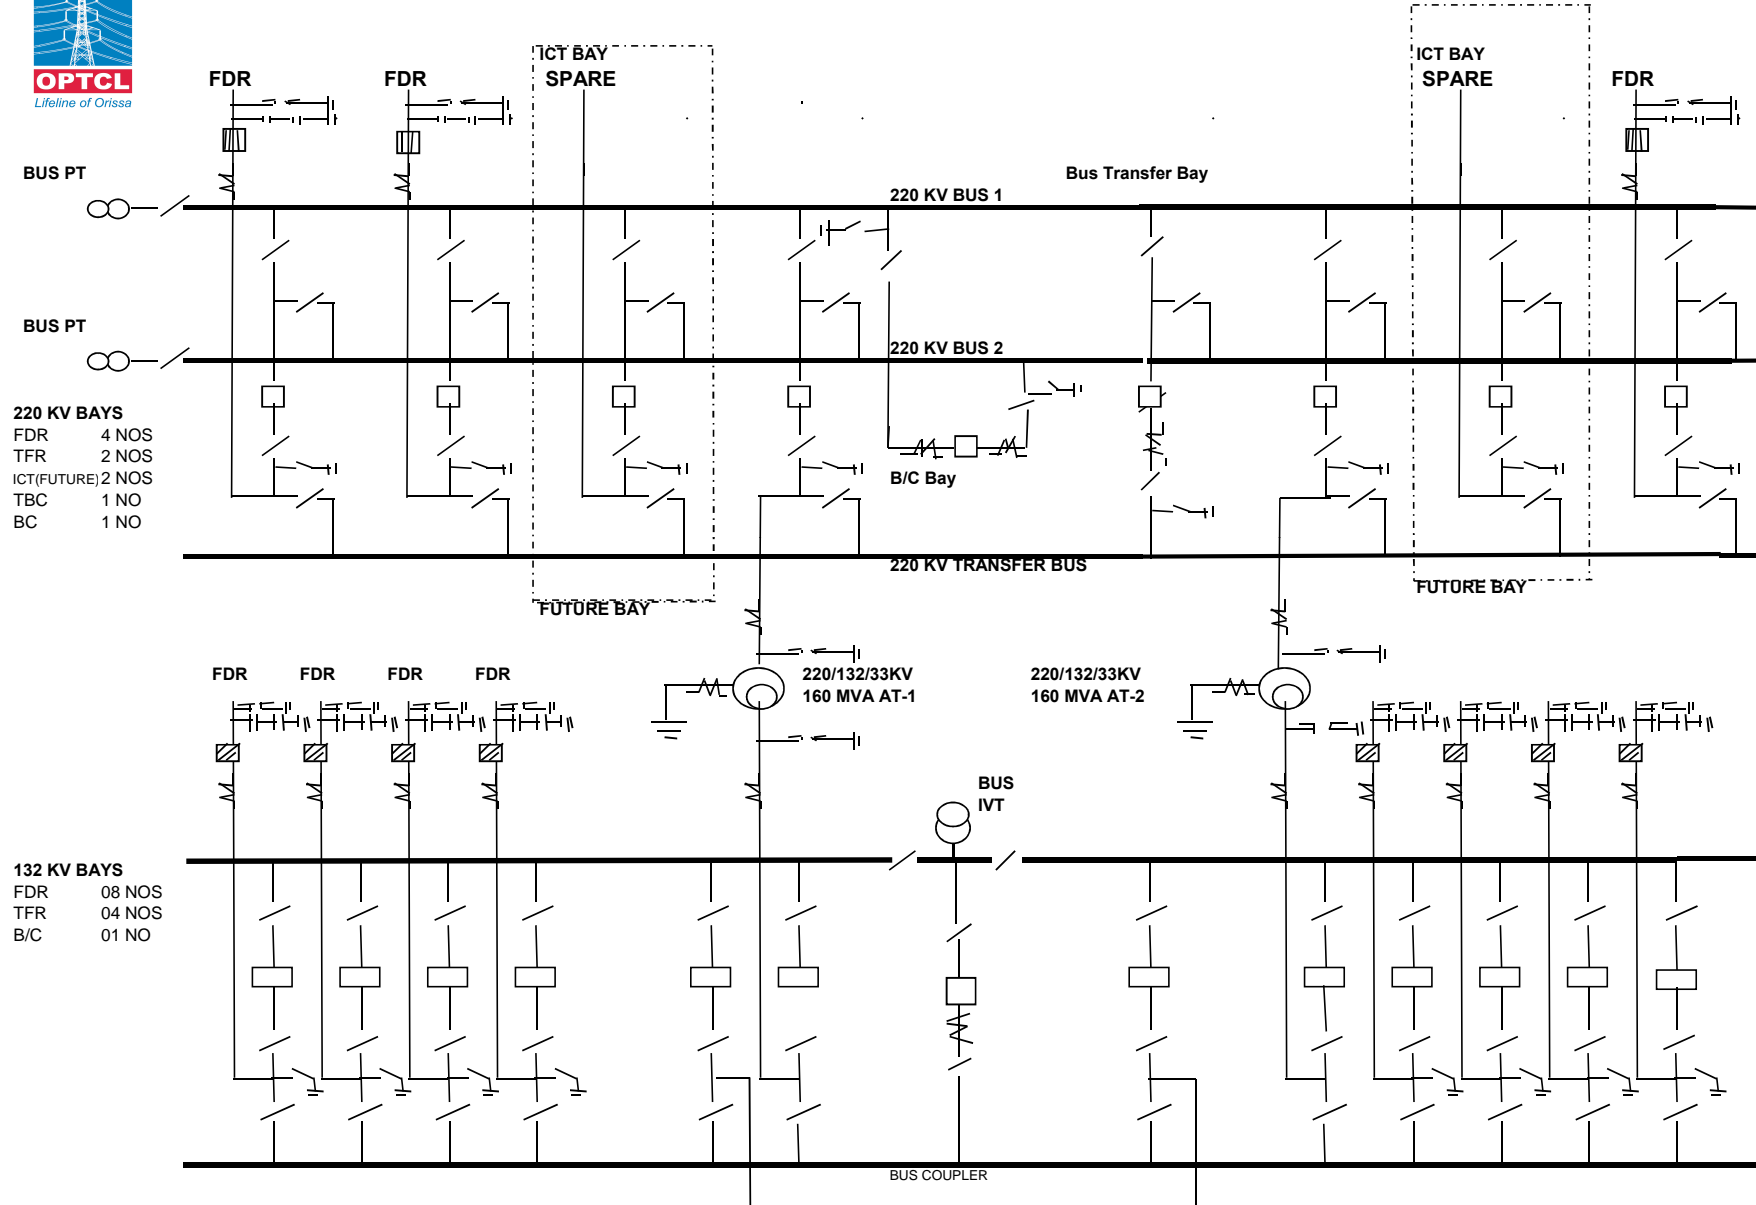 OPTCL
Lifeline of Orissa
ICT BAY
ICT BAY
FDR
FDR
SPARE
SPARE
FDR
BUS PT
Bus Transfer Bay
220 KV BUS 1
BUS PT
220 KV BUS 2
220 KV BAYS
FDR 4 NOS
TFR 2 NOS
ICT(FUTURE) 2 NOS
TBC 1 NO
BC 1 NO
B/C Bay
220 KV TRANSFER BUS
FUTURE BAY
FUTURE BAY
FDR FDR FDR FDR
220/132/33KV
160 MVA AT-1
220/132/33KV
160 MVA AT-2
BUS
IVT
132 KV BAYS
FDR 08 NOS
TFR 04 NOS
B/C 01 NO
BUS COUPLER